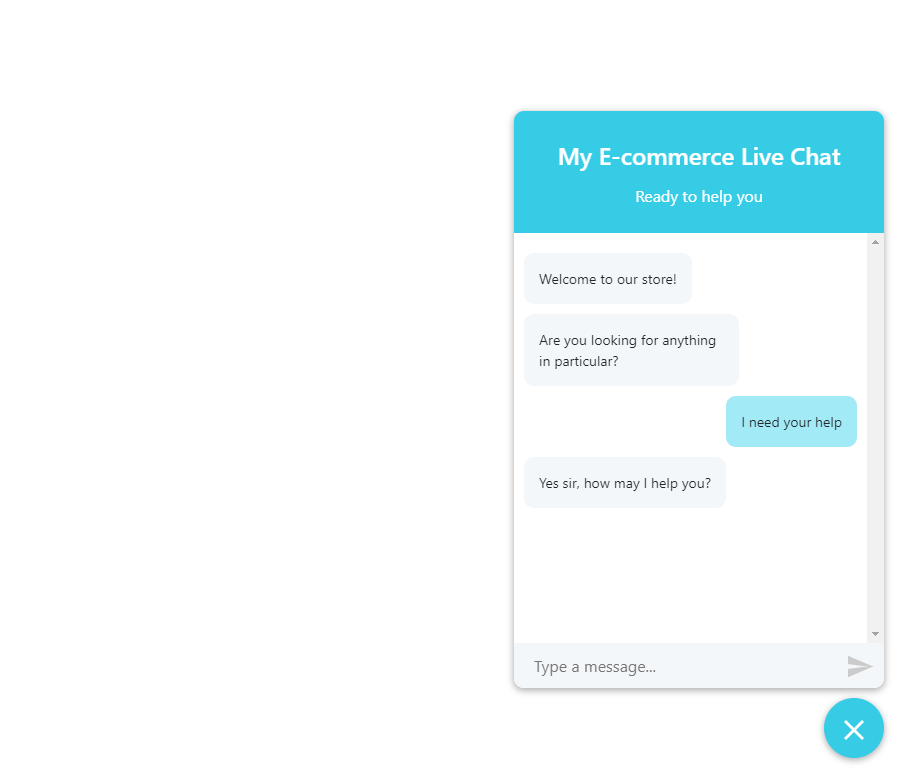 My E-commerce Live Chat
Ready to help you
Welcome to our store!
Are you looking for anything
in particular?
I need your help
Yes sir, how may I help you?
Type a message...